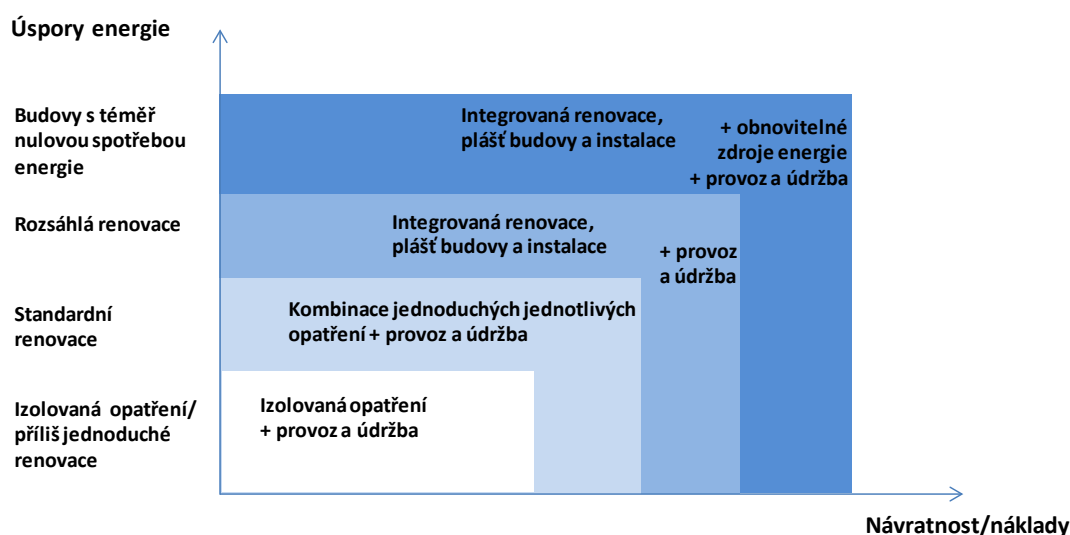 Úspory energie
Budovy s téměř
nulovou spotřebou
energie
Integrovaná renovace,
plášť budovy a instalace
+ obnovitelné
zdroje energie
+ provoz a údržba
Rozsáhlá renovace
Integrovaná renovace,
plášť budovy a instalace
+ provoz
a údržba
Standardní
renovace
Kombinace jednoduchých jednotlivých
opatření + provoz a údržba
Izolovaná opatření/
příliš jednoduché
renovace
Izolovaná opatření
+ provoz a údržba
Návratnost/náklady